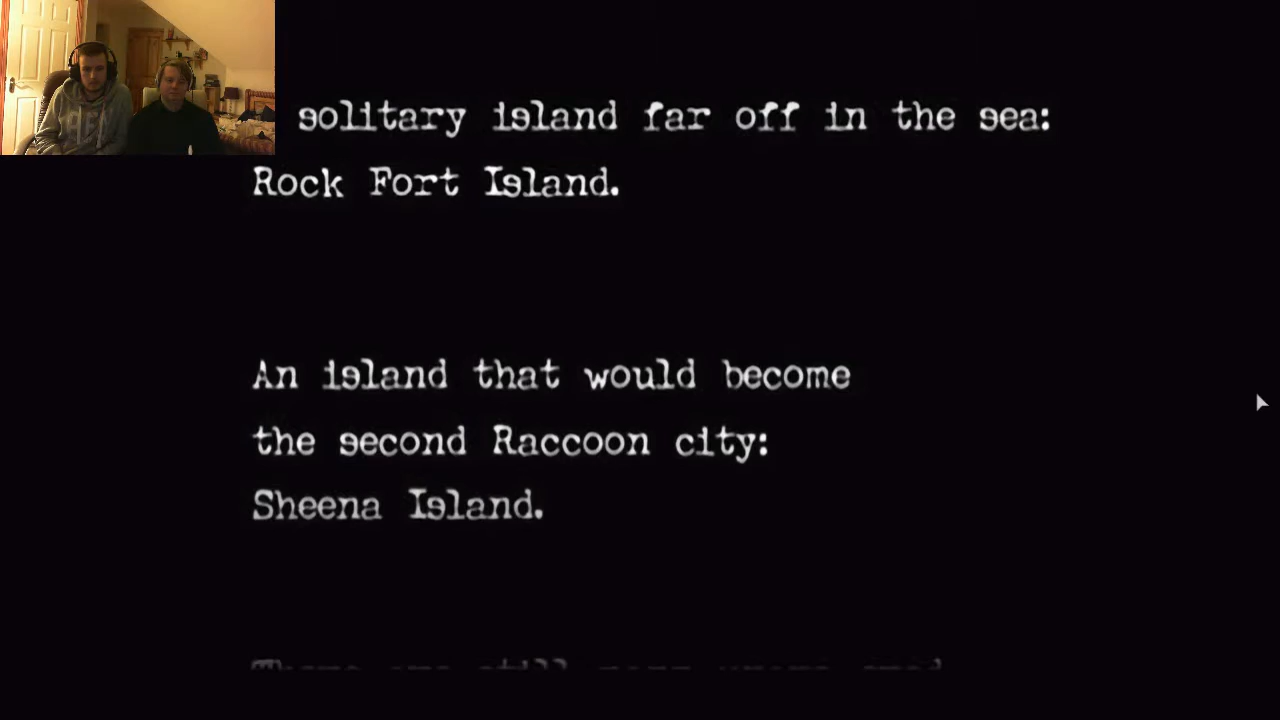 solitary island far off in the sea:
Rock Fort Island.
An island that would become
the second Raccoon city:
Sheena Island.